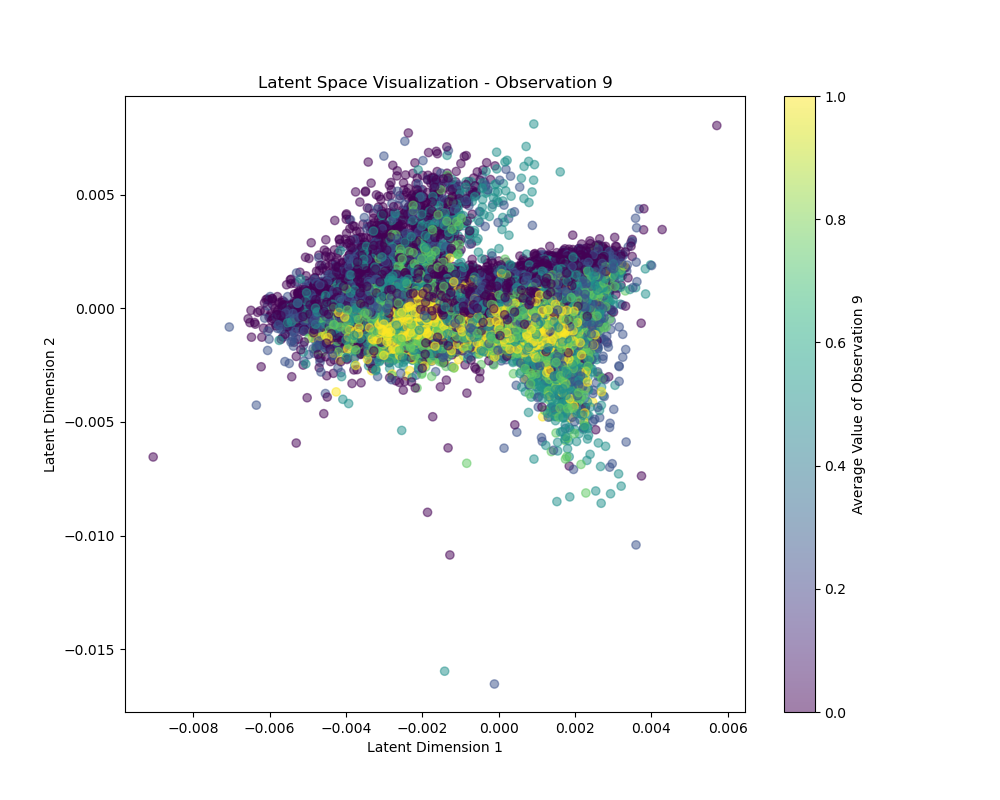 Latent Space Visualization - Observation 9
1.0
0.8
0.6
0.4
0.2
0.0
Average Value of Observation 9
0.005
0.000
−0.005
−0.010
−0.015
Latent Dimension 2
−0.008 −0.006 −0.004 −0.002 0.000 0.002 0.004 0.006
Latent Dimension 1